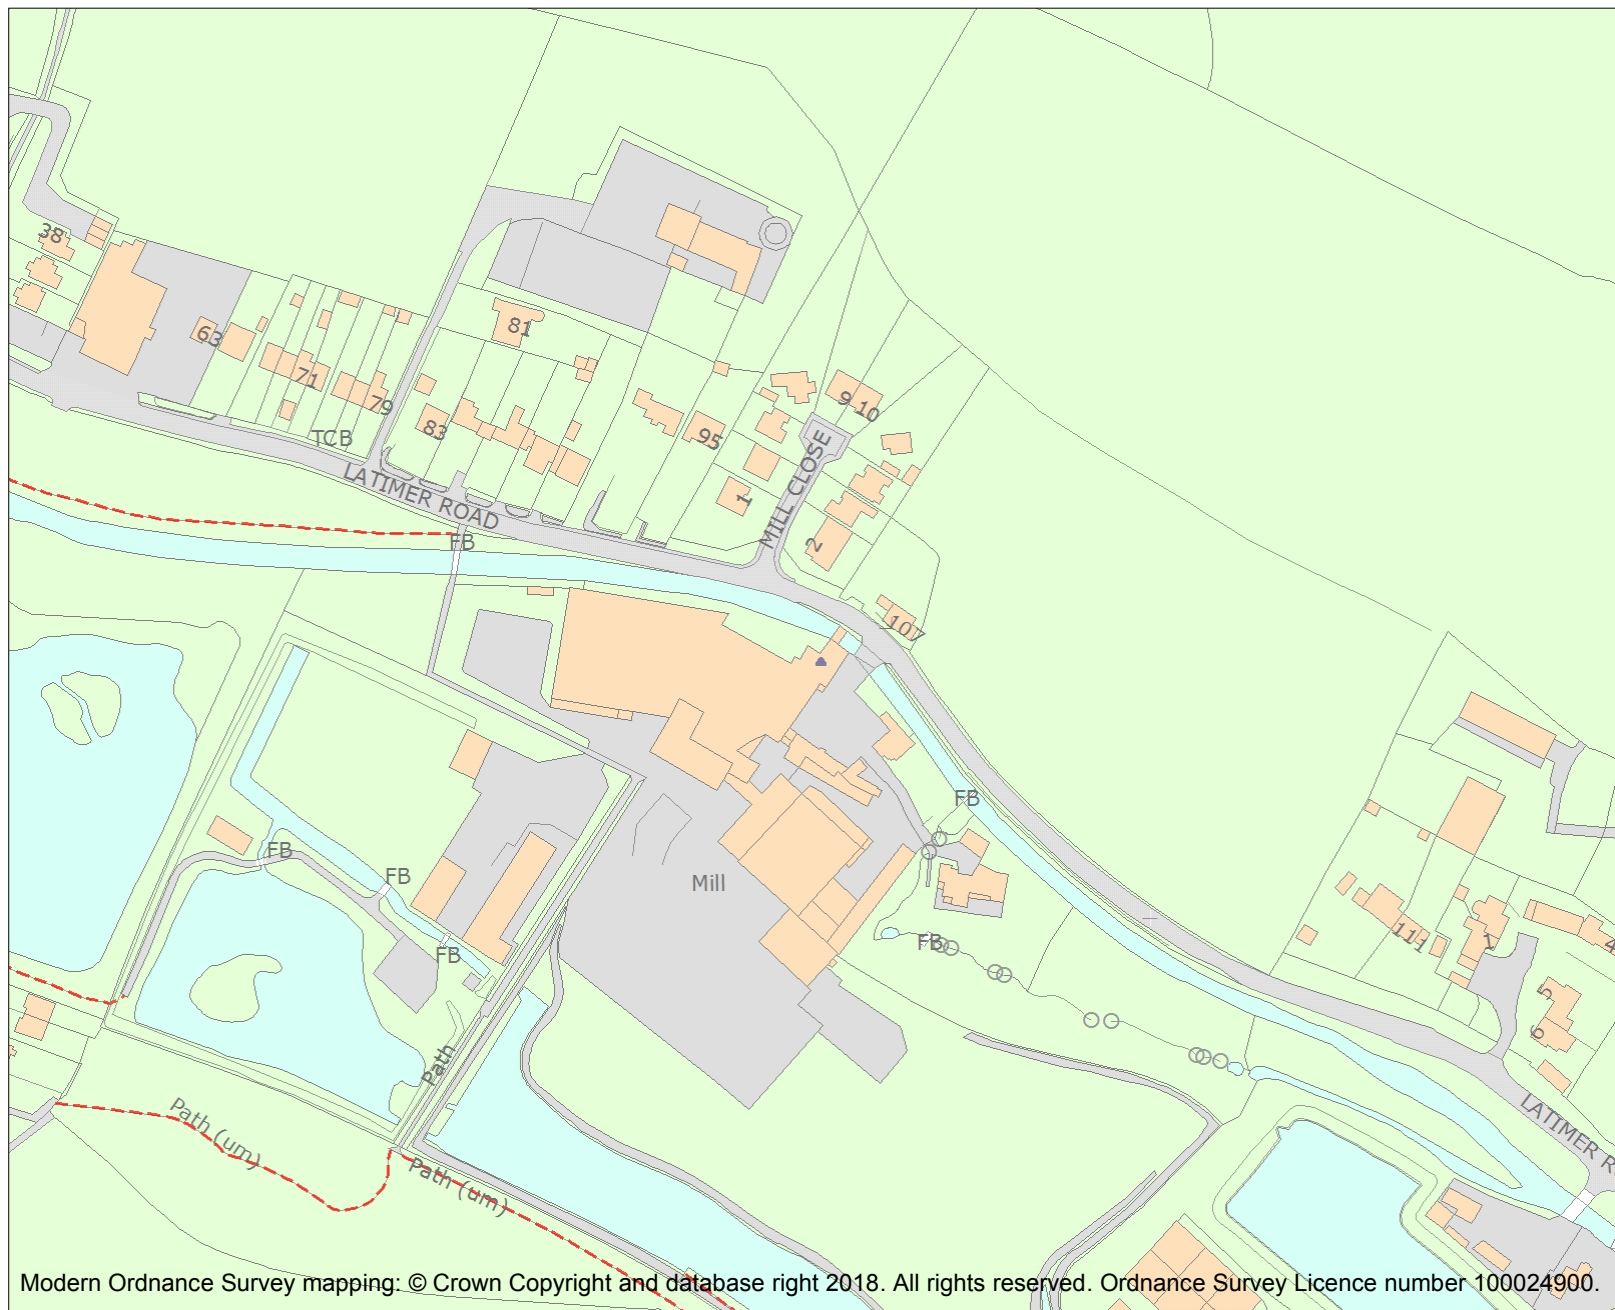 38
81
63
71
79
83
TCB
95
9 10
MILL CLOSE
1
2
LATIMER ROAD
FB
107
FB
Mill
FB
FB
FB
FB
111
1
4
5
6
Path
Path (um)
Path (um)
LATIMER R
Modern Ordnance Survey mapping: © Crown Copyright and database right 2018. All rights reserved. Ordnance Survey Licence number 100024900.